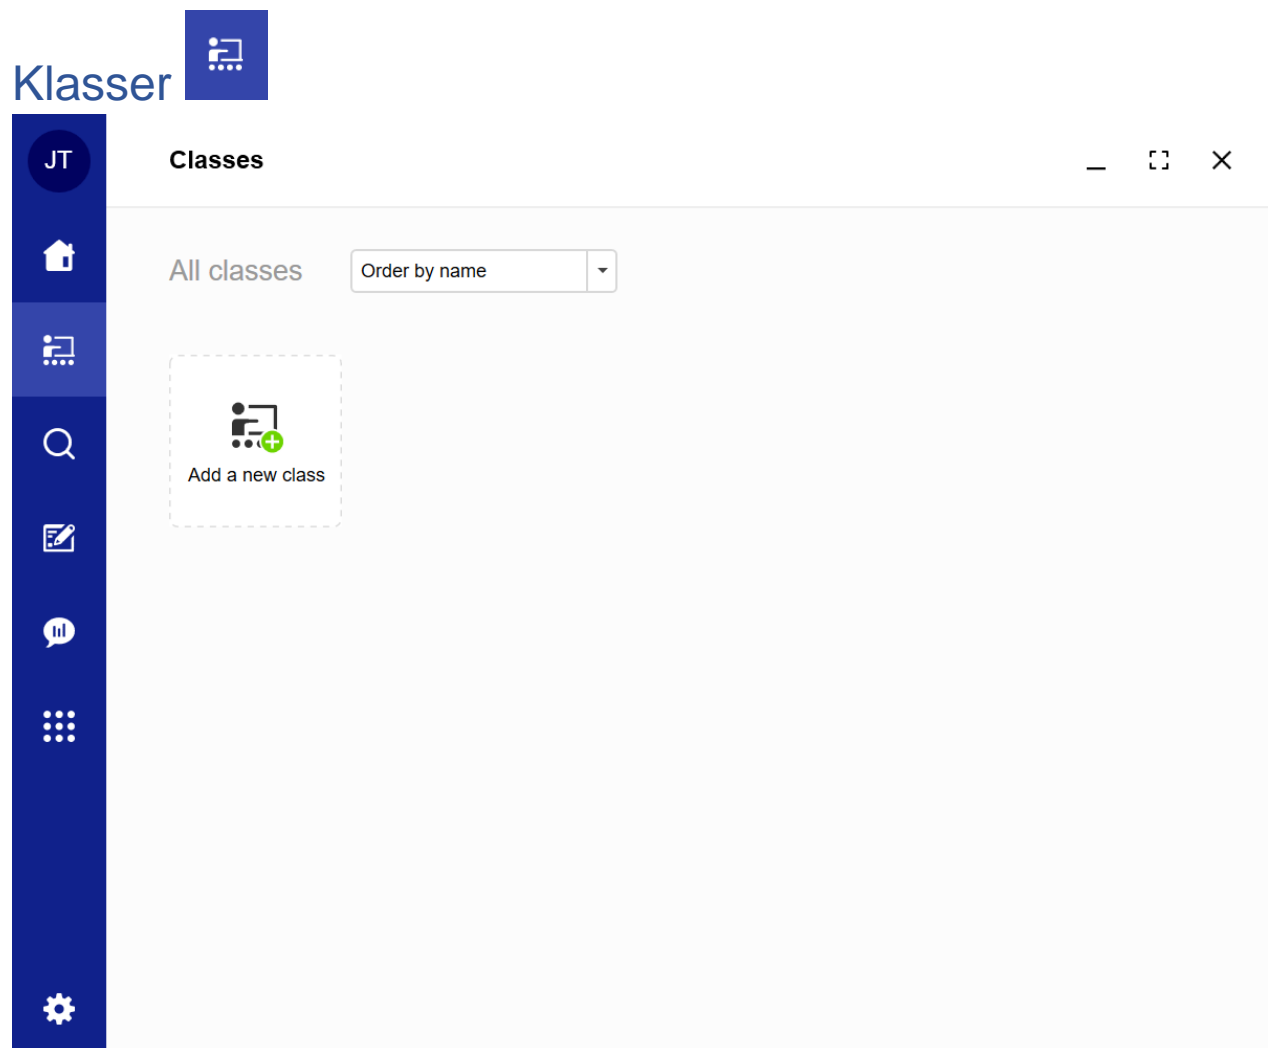 Klasser
JT
Classes
All classes
Order by name
Add a new class